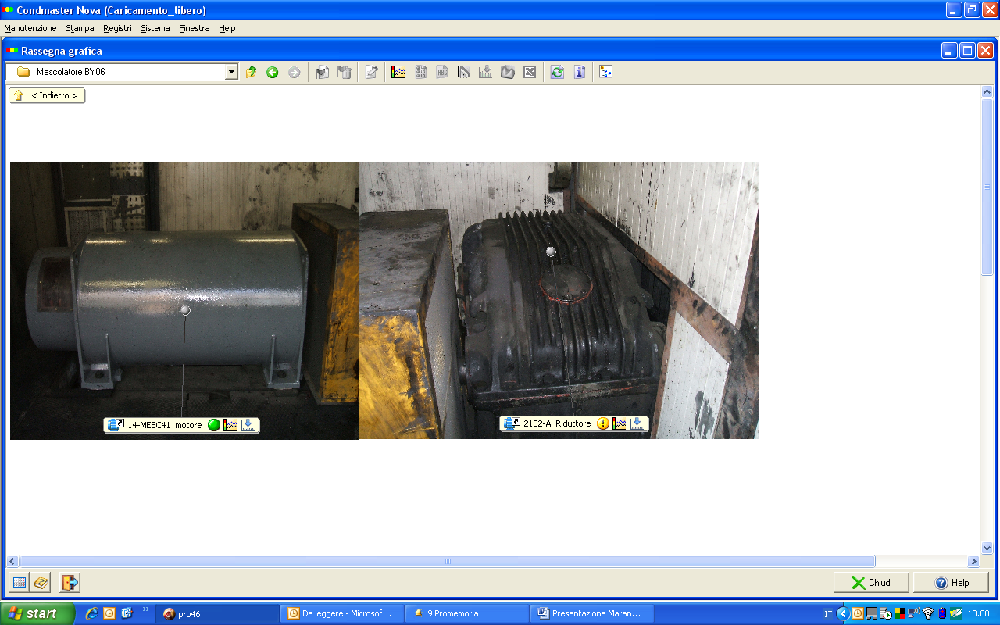 Condmaster Nova (Caricamento_libero)
Manutenzione Stampa Registri Sistema Finestra Help
Rassegna grafica
Mescolatore BY06
< Indietro >
14-MESC41 motore
2182-A Riduttore
Chiudi
Help
start
pro46
Da leggere - Microsof...
9 Promemoria
Presentazione Maran...
IT
10.08